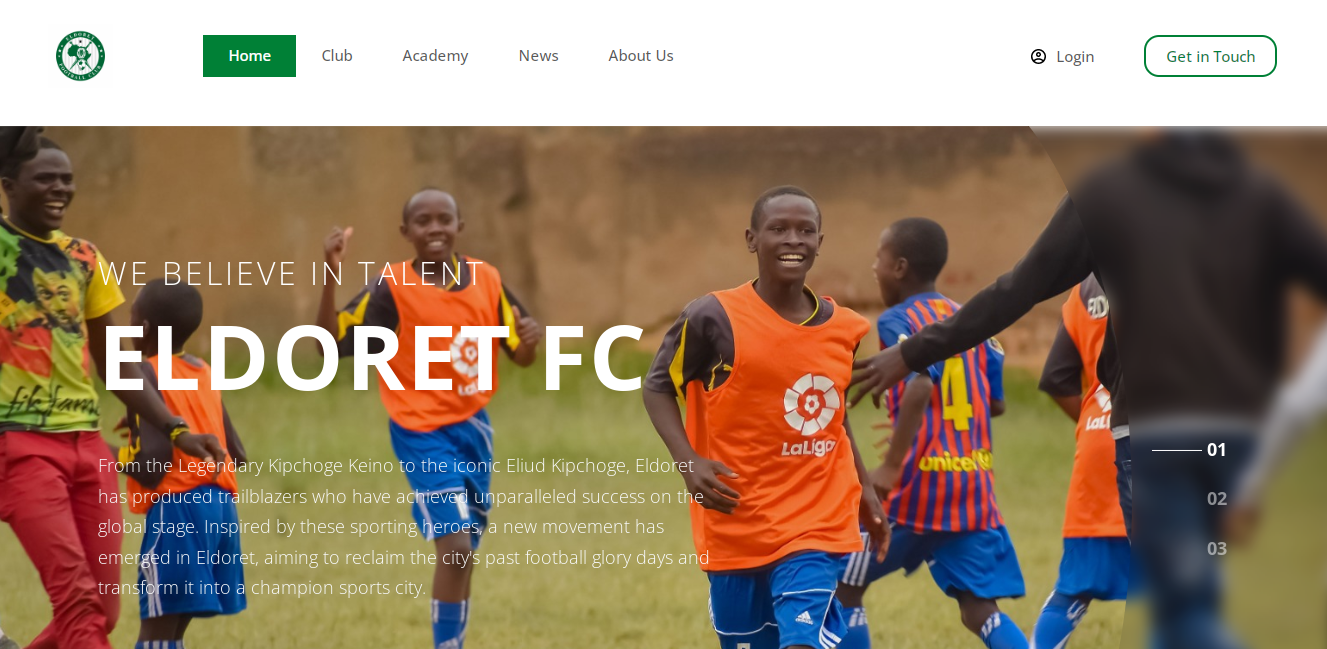 ELDORET
FOOTBALL CLUB
Home
Club
Academy
News
About Us
Login
Get in Touch
WE BELIEVE IN TALENT
ELDORET FC
From the Legendary Kipchoge Keino to the iconic Eliud Kipchoge, Eldoret
has produced trailblazers who have achieved unparalleled success on the
global stage. Inspired by these sporting heroes, a new movement has
emerged in Eldoret, aiming to reclaim the city's past football glory days and
transform it into a champion sports city.
LaLiga
4
unicef
01
02
03